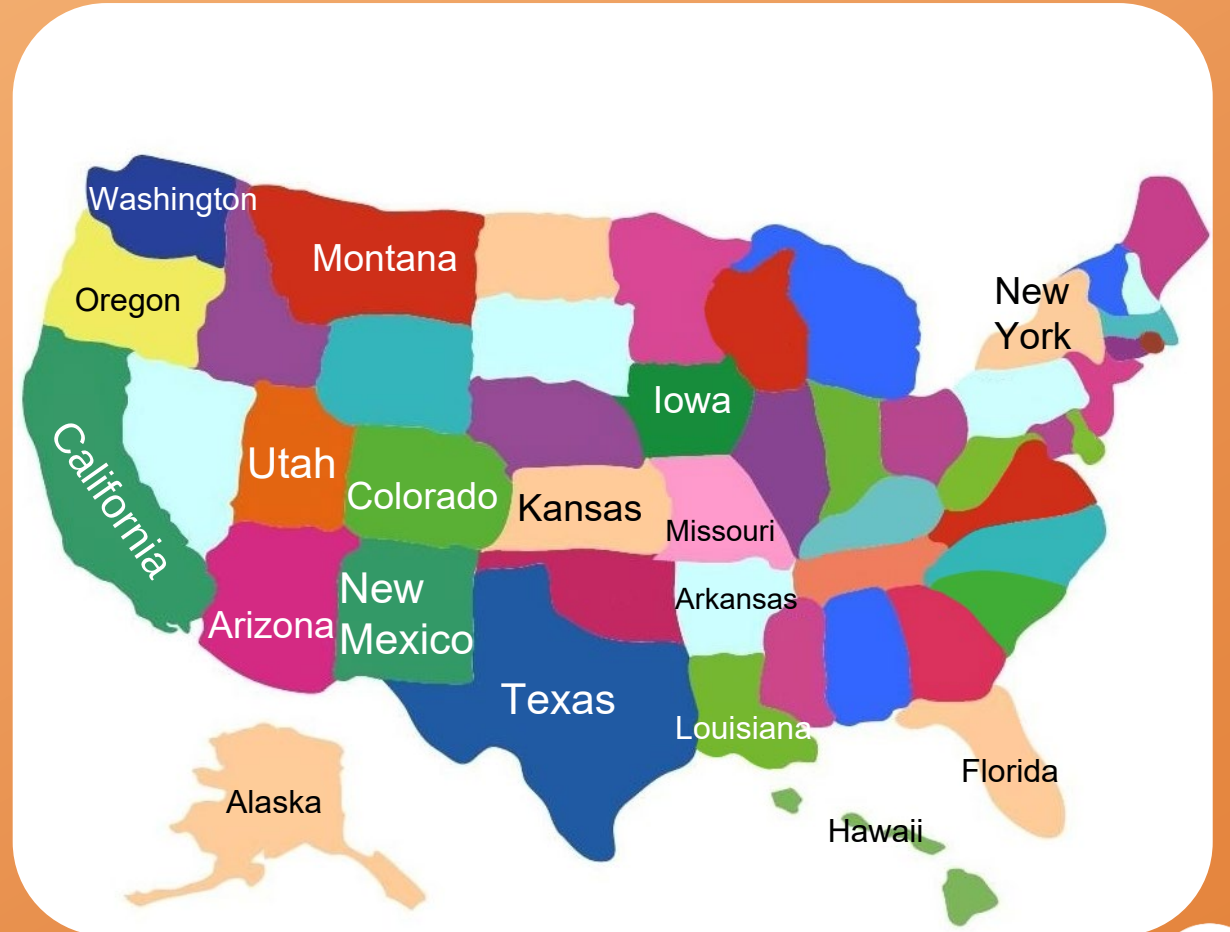 Washington
Montana
Oregon
New
York
Iowa
California
Utah
Colorado
Kansas
Missouri
New
Mexico
Arkansas
Arizona
Texas
Louisiana
Florida
Alaska
Hawaii